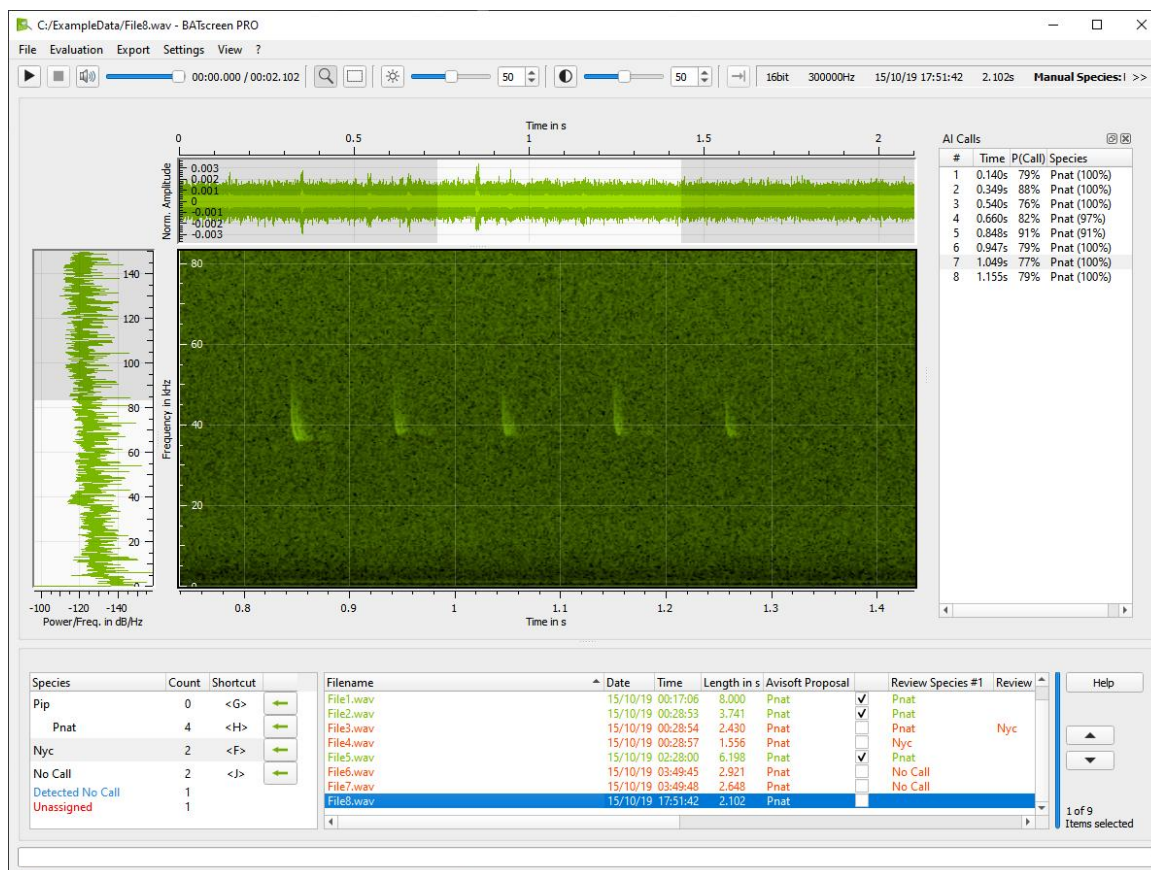 C:/ExampleData/File8.wav - BATscreen PRO
File Evaluation Export Settings View ?
00:00.000 / 00:02.102 50 50 16bit 300000Hz 15/10/19 17:51:42 2.102s Manual Species: >>
Time in s
0 0.5 1 1.5 2
Norm. Amplitude
0.003
0.002
0.001
0
-0.001
-0.002
-0.003
140
120
100
80
60
40
20
0
-100 -120 -140
Power/Freq. in dB/Hz
Frequency in kHz
80
60
40
20
0
0.8 0.9 1 1.1 1.2 1.3 1.4
Time in s
AI Calls
# Time P(Call) Species
1 0.140s 79% Pnat (100%)
2 0.349s 88% Pnat (100%)
3 0.540s 76% Pnat (100%)
4 0.660s 82% Pnat (97%)
5 0.848s 91% Pnat (91%)
6 0.947s 79% Pnat (100%)
7 1.049s 77% Pnat (100%)
8 1.155s 79% Pnat (100%)
Species Count Shortcut
Pip 0 <G>
Pnat 4 <H>
Nyc 2 <F>
No Call 2 <J>
Detected No Call 1
Unassigned 1
Filename Date Time Length in s Avisoft Proposal Review Species #1 Review
File1.wav 15/10/19 00:17:06 8.000 Pnat Pnat
File2.wav 15/10/19 00:28:53 3.741 Pnat Pnat
File3.wav 15/10/19 00:28:54 2.430 Pnat Pnat Nyc
File4.wav 15/10/19 00:28:57 1.556 Pnat Nyc
File5.wav 15/10/19 02:28:00 6.198 Pnat Pnat
File6.wav 15/10/19 03:49:45 2.921 Pnat No Call
File7.wav 15/10/19 03:49:48 2.648 Pnat No Call
File8.wav 15/10/19 17:51:42 2.102 Pnat
Help
1 of 9
Items selected